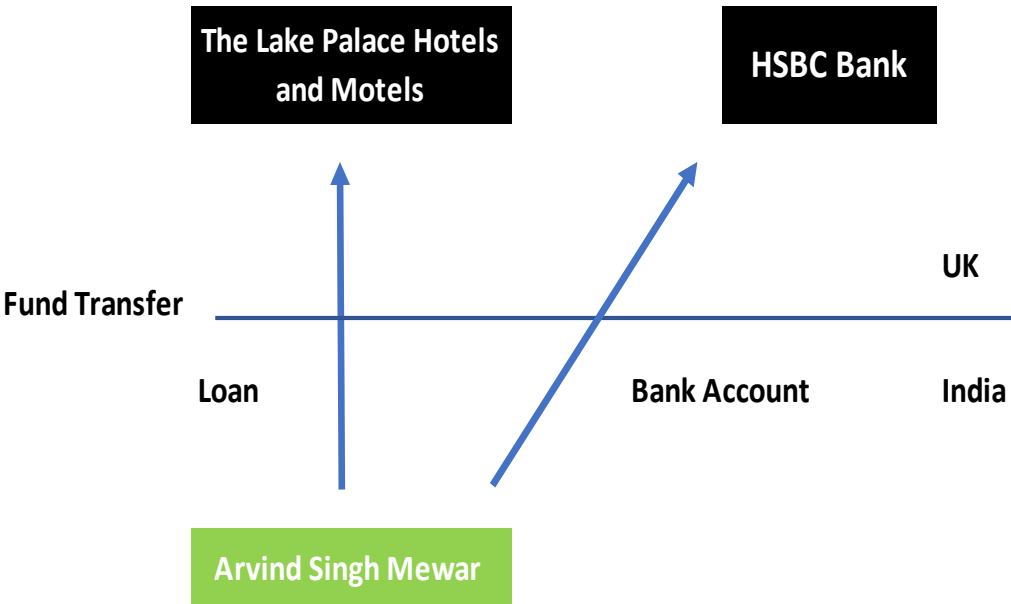 The Lake Palace Hotels
and Motels
HSBC Bank
UK
Fund Transfer
Loan
Bank Account
India
Arvind Singh Mewar